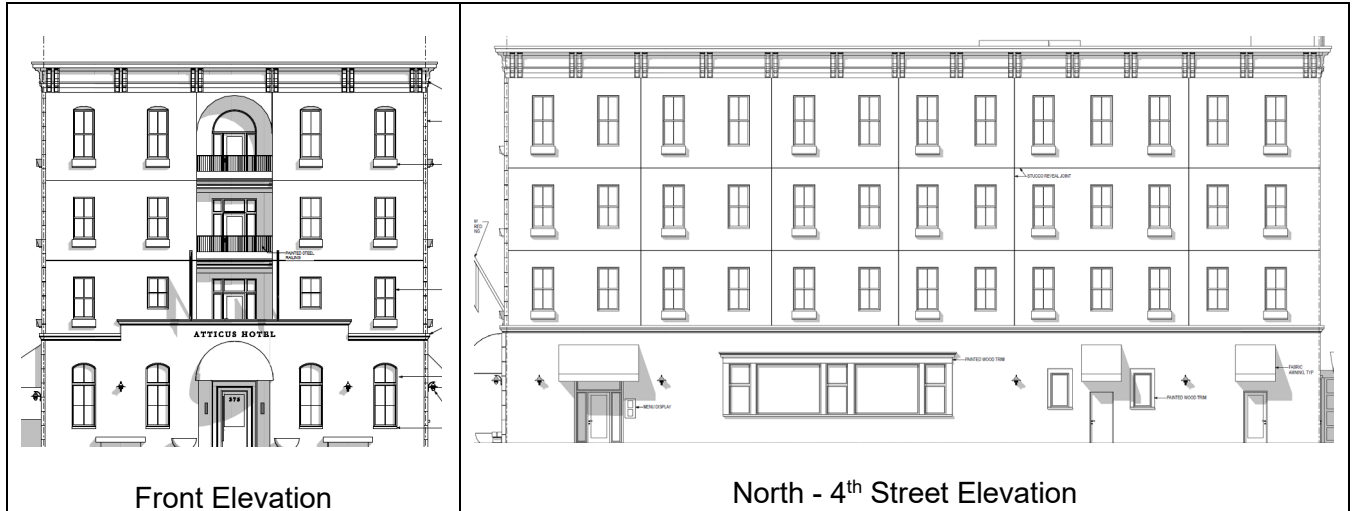 PAINTED STEEL
RAILING
ATTICUS HOTEL
375
Front Elevation
STUCCO REVEAL JOINT
PAINTED WOOD TRIM
FABRIC
AWNING, TYP
MENU DISPLAY
PAINTED WOOD TRIM
North - 4th Street Elevation